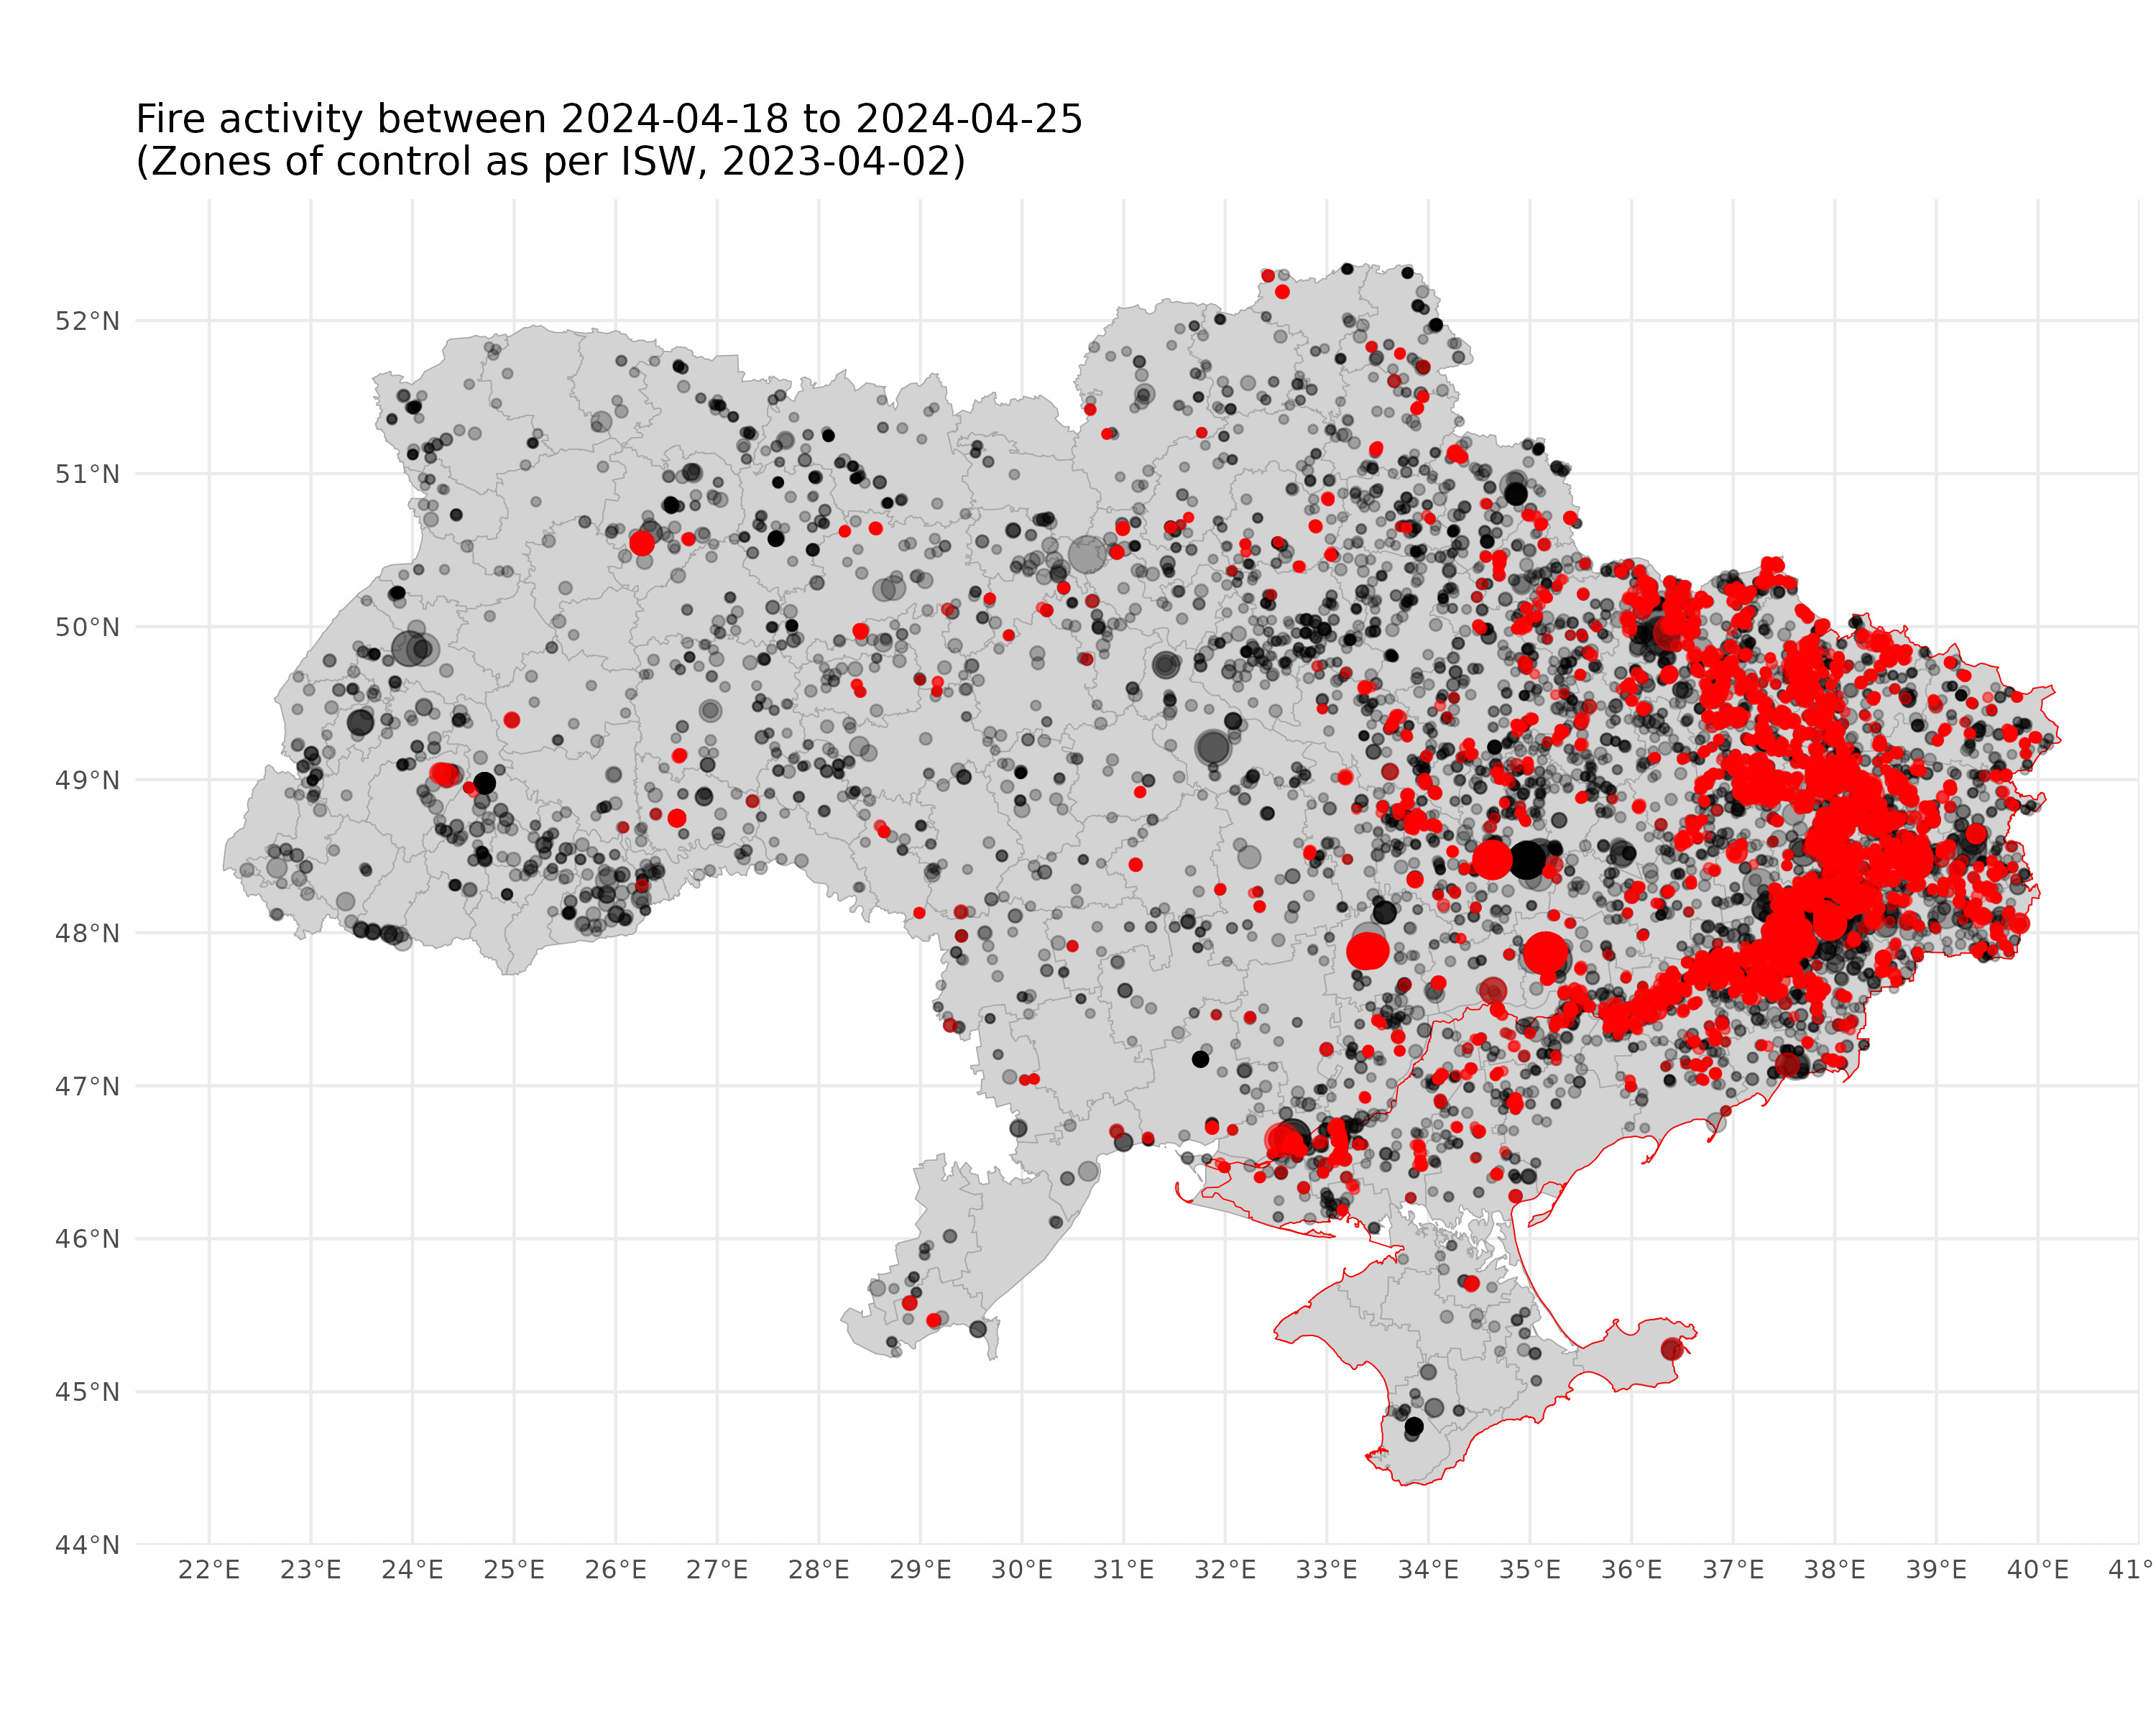 Fire activity between 2024-04-18 to 2024-04-25
(Zones of control as per ISW, 2023-04-02)
52°N
51°N
50°N
49°N
48°N
47°N
46°N
45°N
44°N
22°E 23°E 24°E 25°E 26°E 27°E 28°E 29°E 30°E 31°E 32°E 33°E 34°E 35°E 36°E 37°E 38°E 39°E 40°E 41°